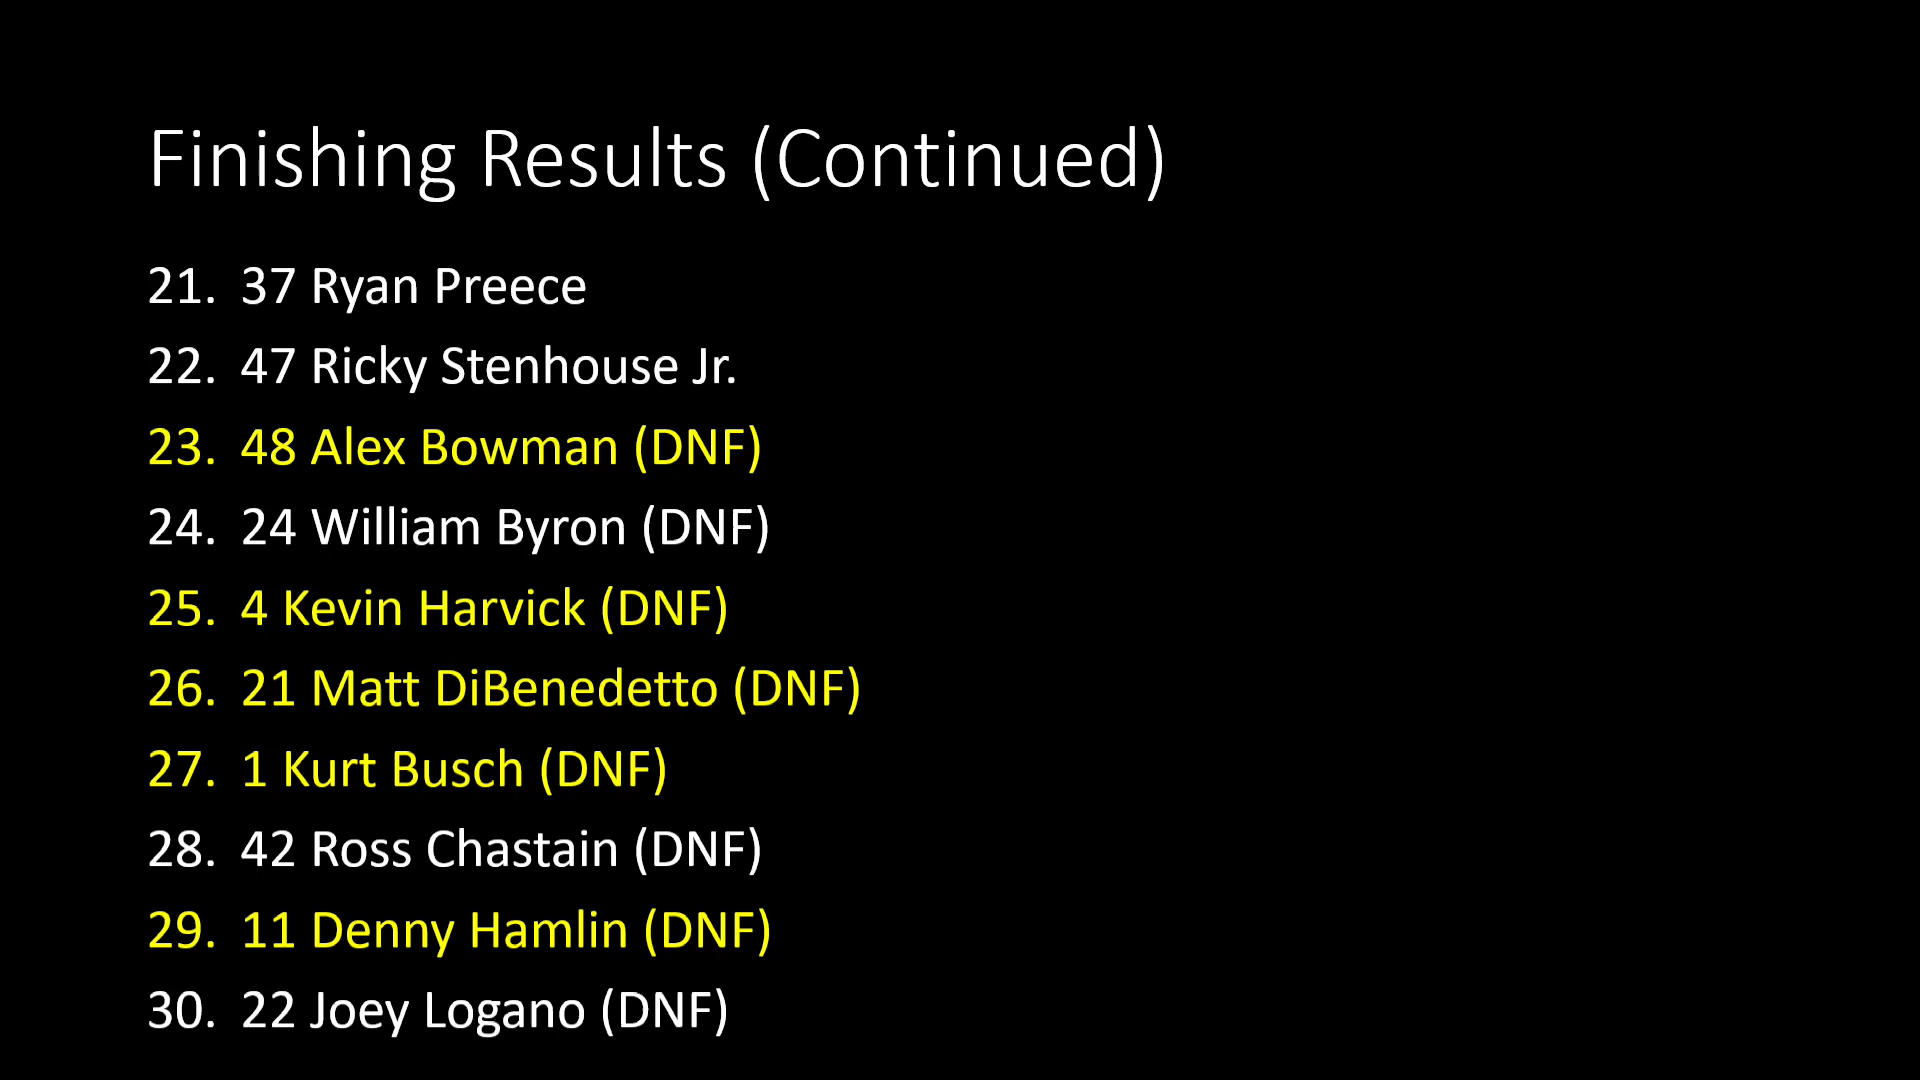 Finishing Results (Continued)
21. 37 Ryan Preece
22. 47 Ricky Stenhouse Jr.
23. 48 Alex Bowman (DNF)
24. 24 William Byron (DNF)
25. 4 Kevin Harvick (DNF)
26. 21 Matt DiBenedetto (DNF)
27. 1 Kurt Busch (DNF)
28. 42 Ross Chastain (DNF)
29. 11 Denny Hamlin (DNF)
30. 22 Joey Logano (DNF)